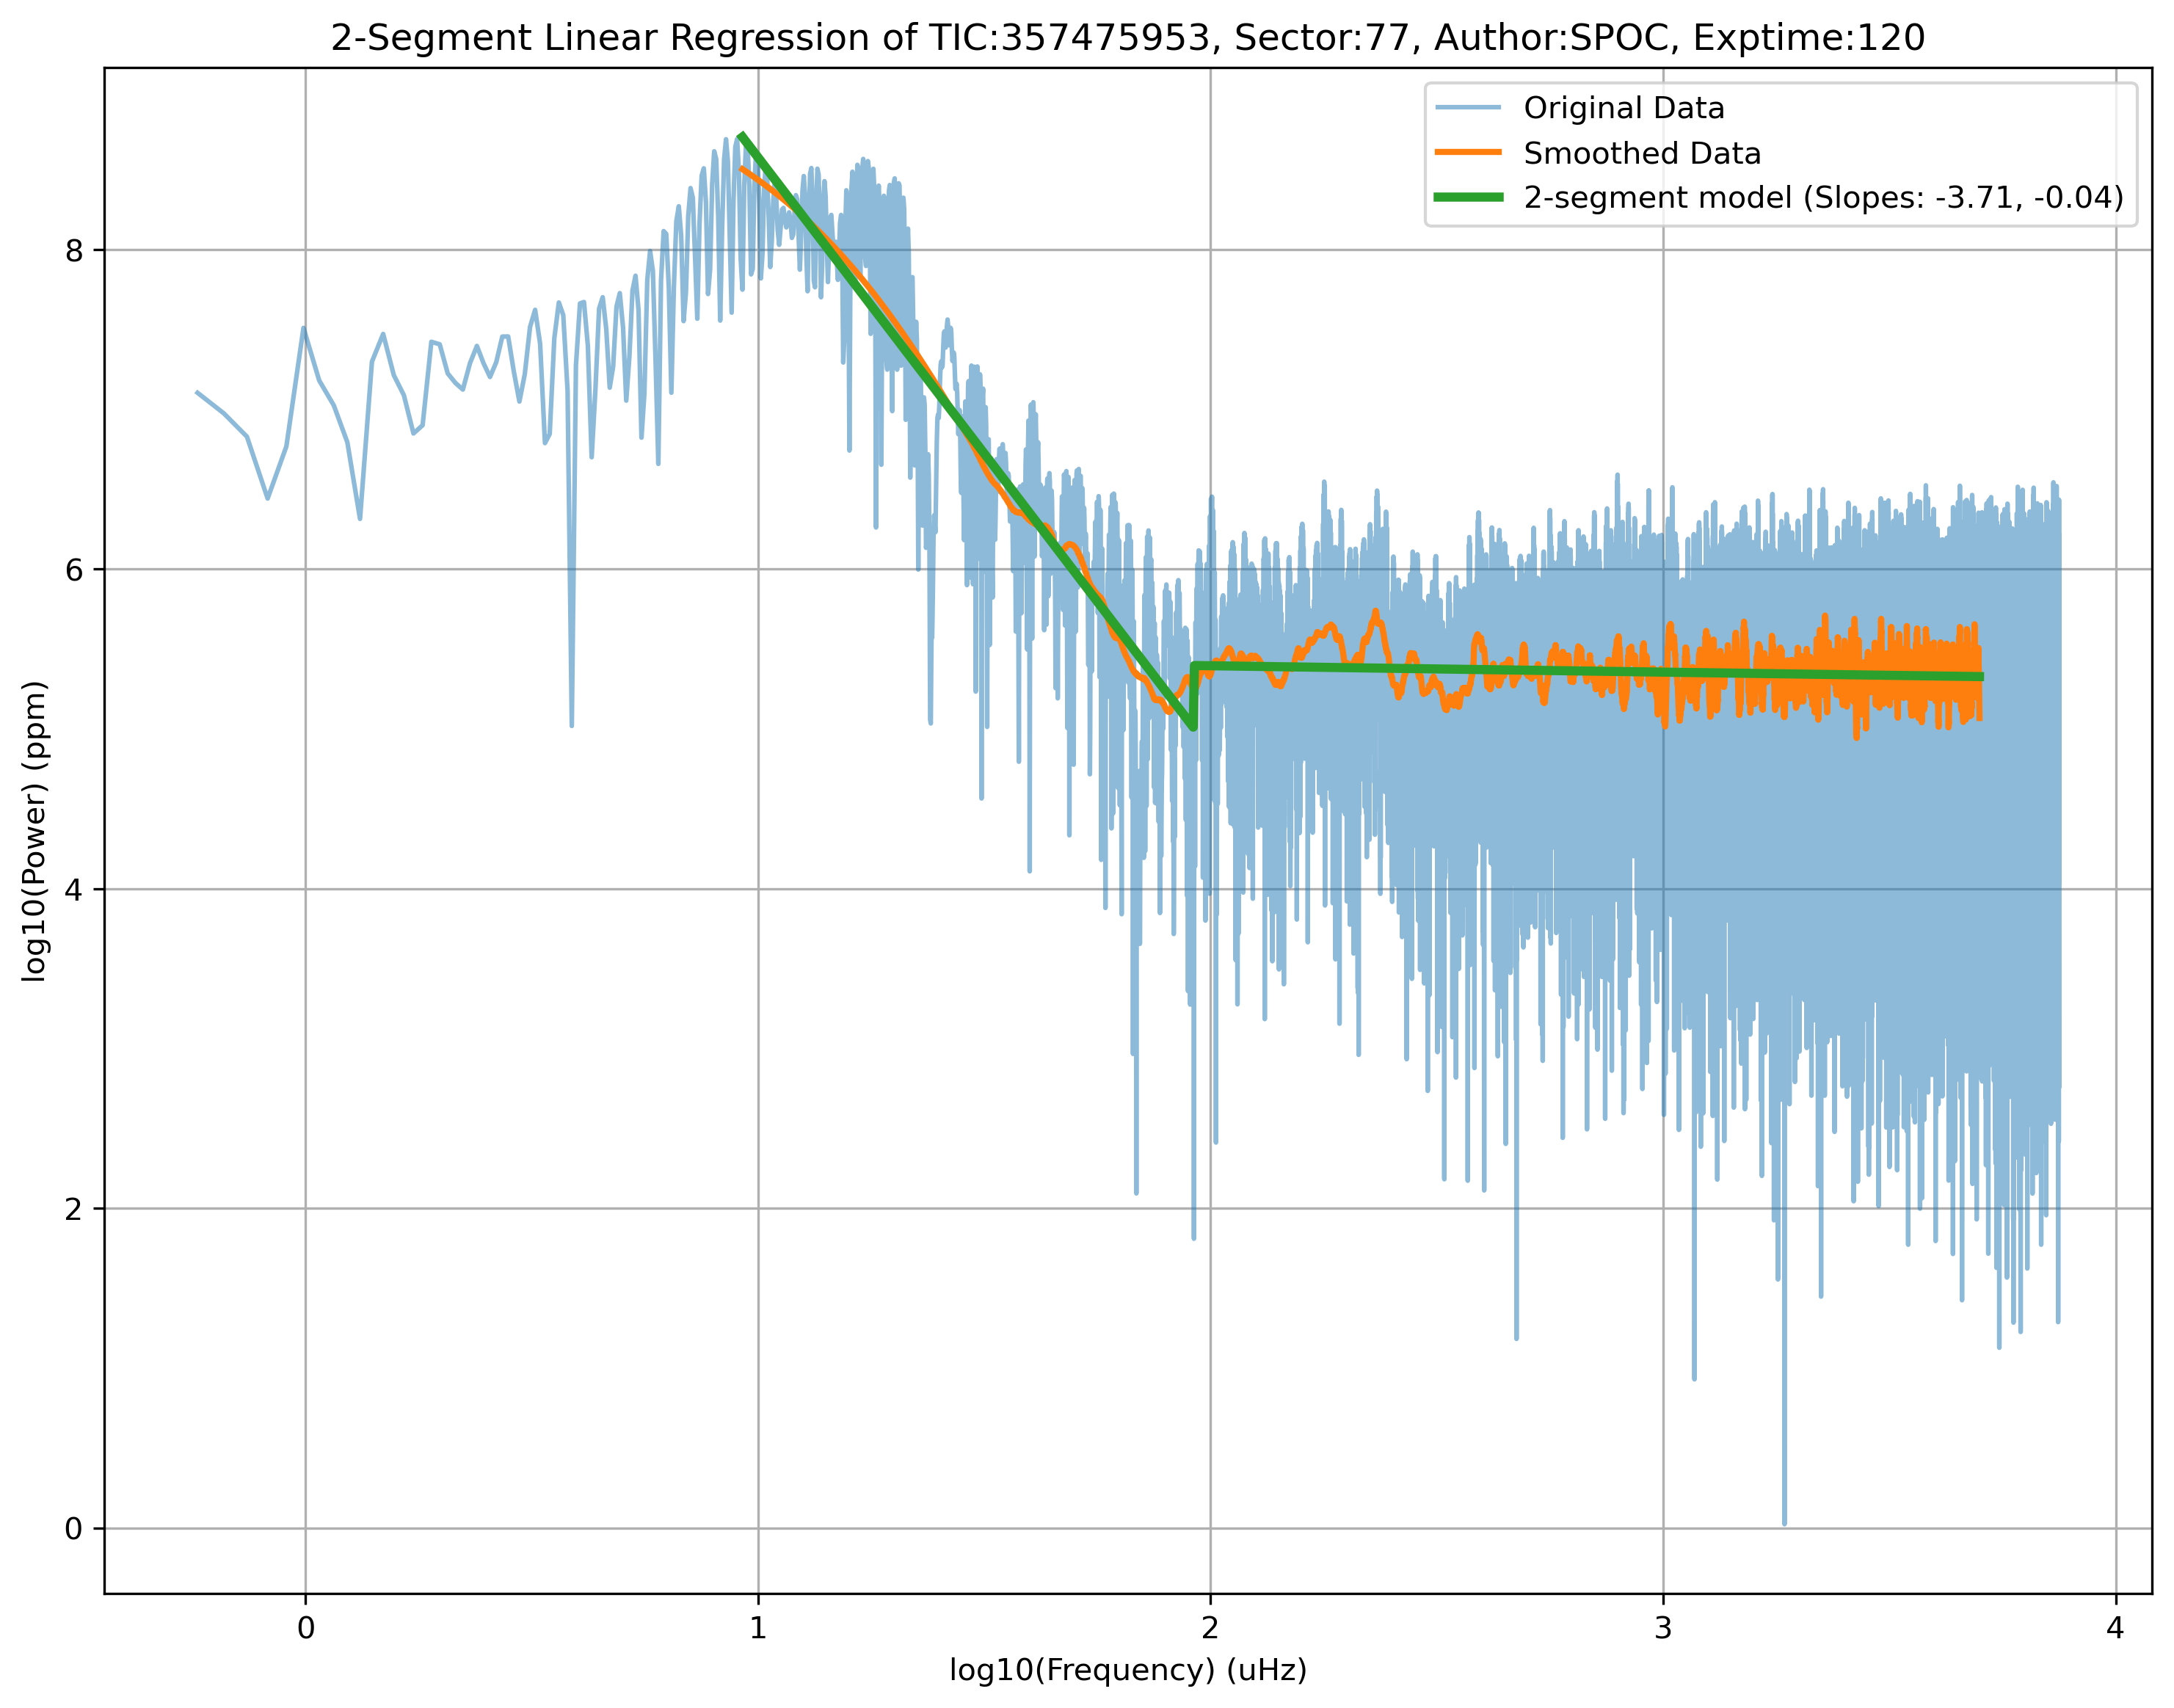 2-Segment Linear Regression of TIC:357475953, Sector:77, Author:SPOC, Exptime:120
Original Data
Smoothed Data
2-segment model (Slopes: -3.71, -0.04)
log10(Power) (ppm)
8
6
4
2
0
0
1
2
3
4
log10(Frequency) (uHz)